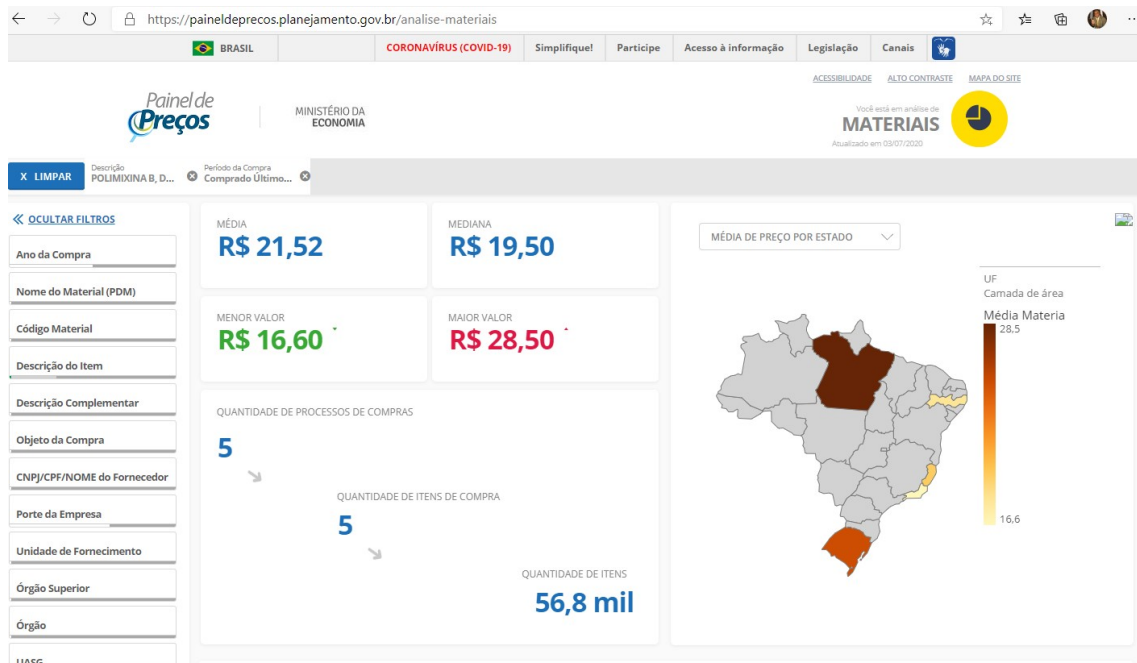 https://paineldeprecos.planejamento.gov.br/analise-materiais
BRASIL CORONAVÍRUS (COVID-19) Simplifique! Participe Acesso à informação Legislação Canais
ACESSIBILIDADE ALTO CONTRASTE MAPA DO SITE
Painel de
Preços
MINISTÉRIO DA
ECONOMIA
Você está em análise de
MATERIAIS
Atualizado em 03/07/2020
X LIMPAR
Descrição
POLIMIXINA B, D...
Período da Compra
Comprado Último...
OCULTAR FILTROS
Ano da Compra
Nome do Material (PDM)
Código Material
Descrição do Item
Descrição Complementar
Objeto da Compra
CNPJ/CPF/NOME do Fornecedor
Porte da Empresa
Unidade de Fornecimento
Órgão Superior
Órgão
UASG
MÉDIA
R$ 21,52
MEDIANA
R$ 19,50
MENOR VALOR
R$ 16,60
MAIOR VALOR
R$ 28,50
QUANTIDADE DE PROCESSOS DE COMPRAS
5
QUANTIDADE DE ITENS DE COMPRA
5
QUANTIDADE DE ITENS
56,8 mil
MÉDIA DE PREÇO POR ESTADO
UF
Camada de área
Média Materia
28,5
16,6